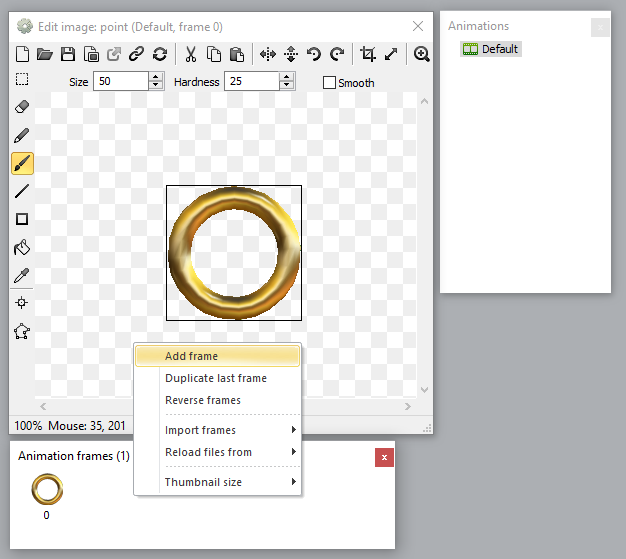 Edit image: point (Default, frame 0)
Animations
Default
Size 50 Hardness 25 Smooth
Add frame
Duplicate last frame
Reverse frames
Import frames
Reload files from
Thumbnail size
100% Mouse: 35, 201
Animation frames (1)
x
0